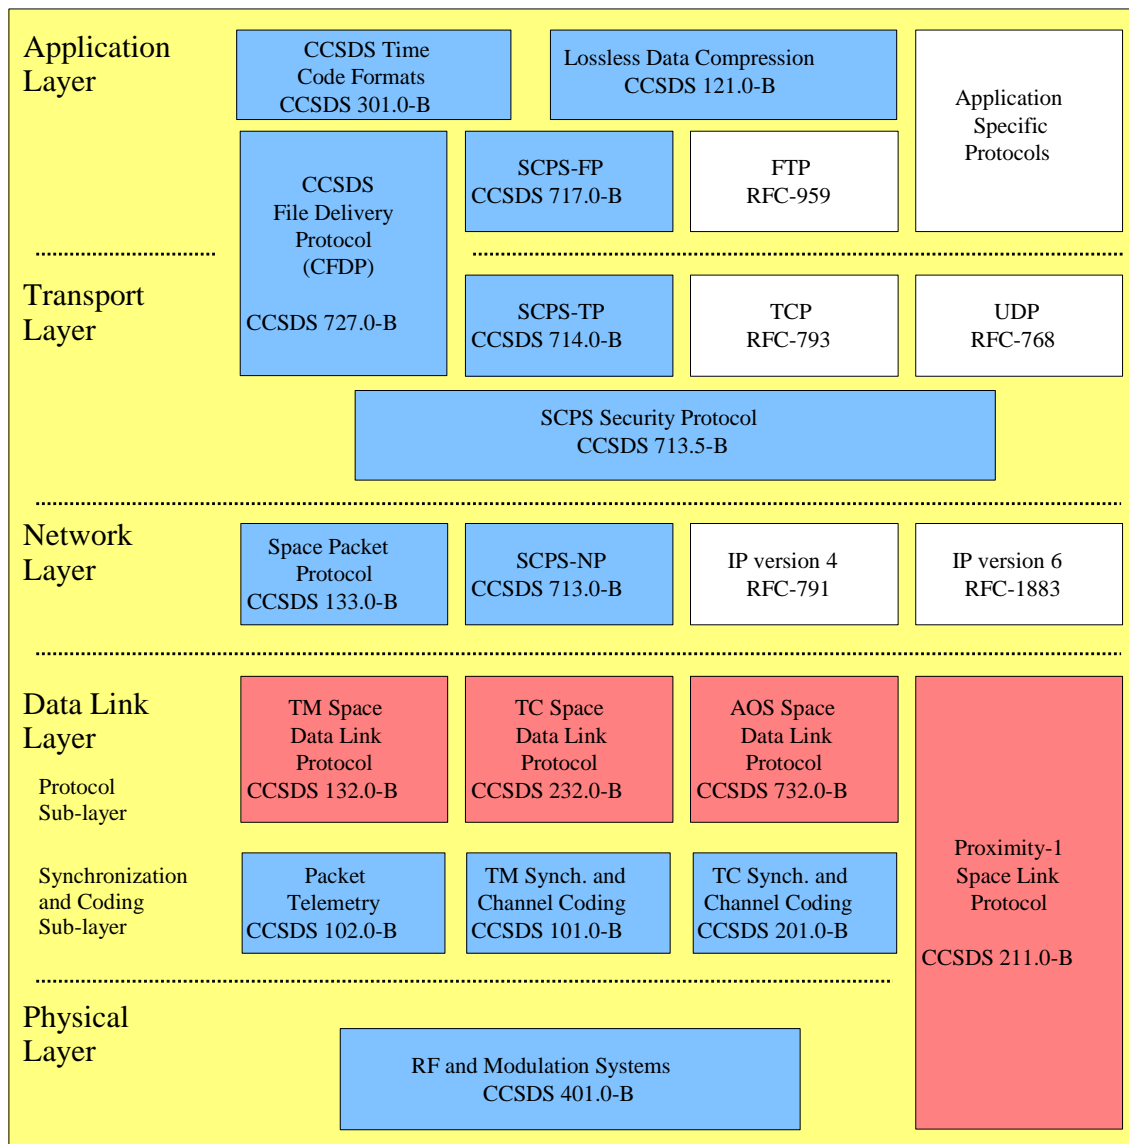 Application
Layer
CCSDS Time
Code Formats
CCSDS 301.0-B
Lossless Data Compression
CCSDS 121.0-B
Application
Specific
Protocols
CCSDS
File Delivery
Protocol
(CFDP)
CCSDS 727.0-B
SCPS-FP
CCSDS 717.0-B
FTP
RFC-959
Transport
Layer
SCPS-TP
CCSDS 714.0-B
TCP
RFC-793
UDP
RFC-768
SCPS Security Protocol
CCSDS 713.5-B
Network
Layer
Space Packet
Protocol
CCSDS 133.0-B
SCPS-NP
CCSDS 713.0-B
IP version 4
RFC-791
IP version 6
RFC-1883
Data Link
Layer
Protocol
Sub-layer
TM Space
Data Link
Protocol
CCSDS 132.0-B
TC Space
Data Link
Protocol
CCSDS 232.0-B
AOS Space
Data Link
Protocol
CCSDS 732.0-B
Proximity-1
Space Link
Protocol
CCSDS 211.0-B
Synchronization
and Coding
Sub-layer
Packet
Telemetry
CCSDS 102.0-B
TM Synch. and
Channel Coding
CCSDS 101.0-B
TC Synch. and
Channel Coding
CCSDS 201.0-B
Physical
Layer
RF and Modulation Systems
CCSDS 401.0-B